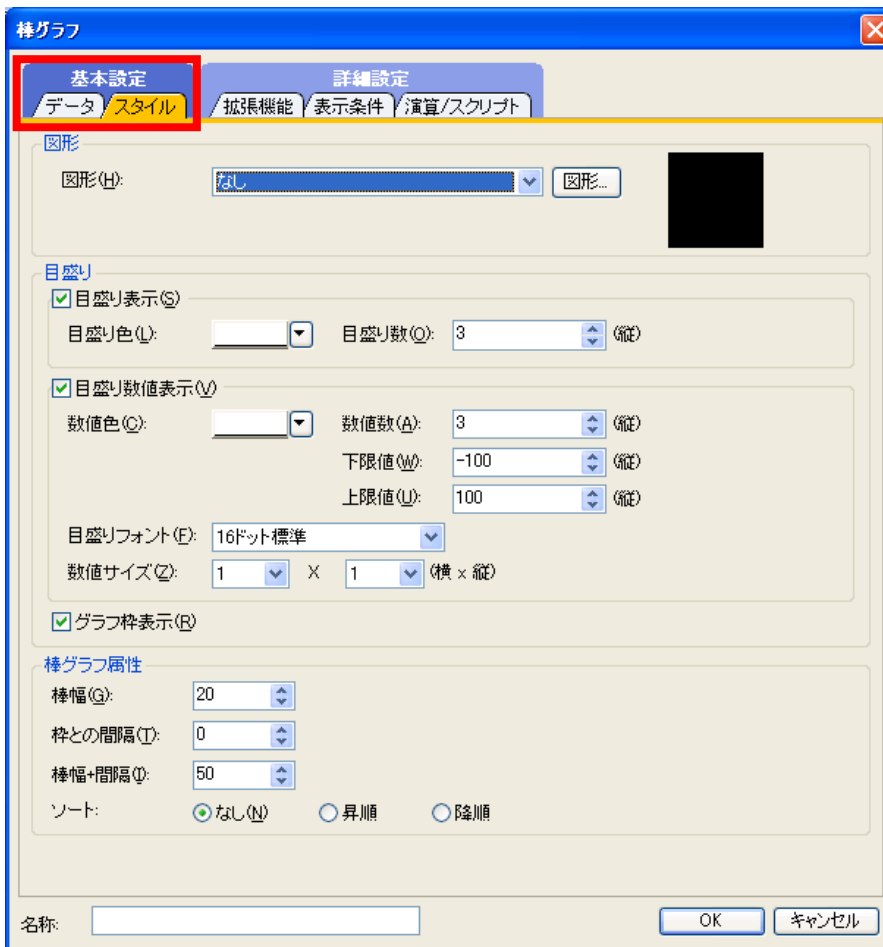 棒グラフ
基本設定 詳細設定
データ スタイル 拡張機能 表示条件 演算/スクリプト
図形
図形(H): なし 図形...
目盛り
目盛り表示(S)
目盛り色(L): 目盛り数(O): 3 (縦)
目盛り数値表示(V)
数値色(C): 数値数(A): 3 (縦)
下限値(W): -100 (縦)
上限値(U): 100 (縦)
目盛りフォント(F): 16ドット標準
数値サイズ(Z): 1 X 1 (横 x 縦)
グラフ枠表示(R)
棒グラフ属性
棒幅(G): 20
枠との間隔(T): 0
棒幅+間隔(I): 50
ソート: なし(N) 昇順 降順
名称: OK キャンセル